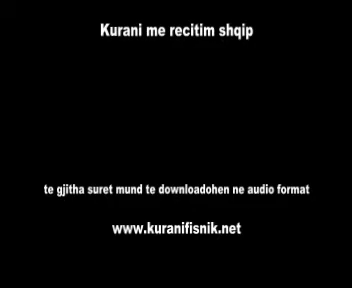 Kurani me recitim shqip
te gjitha suret mund te downloadohen ne audio format
www.kuranifisnik.net